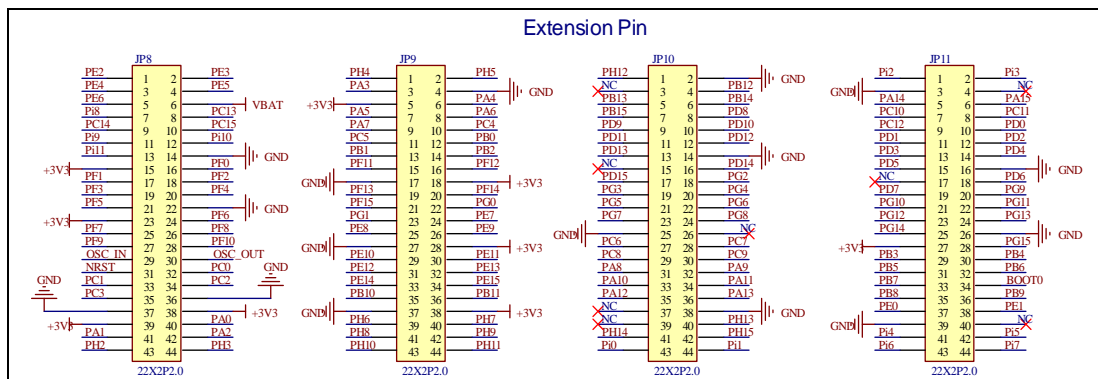 Extension Pin
JP8
PE2 1 2 PE3
PE4 3 4 PE5
PE6 5 6 VBAT
Pi8 7 8 PC13
PC14 9 10 PC15
Pi9 11 12 Pi10
Pi11 13 14 GND
+3V3 15 16 PF0
PF1 17 18 PF2
PF3 19 20 PF4
PF5 21 22 GND
+3V3 23 24 PF6
PF7 25 26 PF8
PF9 27 28 PF10
OSC_IN 29 30 OSC_OUT
NRST 31 32 PC0
PC1 33 34 PC2
PC3 35 36 GND
GND 37 38 +3V3
+3V3 39 40 PA0
PA1 41 42 PA2
PH2 43 44 PH3
22X2P2.0
JP9
PH4 1 2 PH5
PA3 3 4 GND
+3V3 5 6 PA4
PA5 7 8 PA6
PA7 9 10 PC4
PC5 11 12 PB0
PB1 13 14 PB2
PF11 15 16 PF12
GND 17 18 +3V3
PF13 19 20 PF14
PF15 21 22 PG0
PG1 23 24 PE7
PE8 25 26 PE9
GND 27 28 +3V3
PE10 29 30 PE11
PE12 31 32 PE13
PE14 33 34 PE15
PB10 35 36 PB11
GND 37 38 +3V3
PH6 39 40 PH7
PH8 41 42 PH9
PH10 43 44 PH11
22X2P2.0
JP10
PH12 1 2 GND
NC 3 4 PB12
PB13 5 6 PB14
PB15 7 8 PD8
PD9 9 10 PD10
PD11 11 12 PD12
PD13 13 14 GND
NC 15 16 PD14
PD15 17 18 PG2
PG3 19 20 PG4
PG5 21 22 PG6
PG7 23 24 PG8
GND 25 26 NC
PC6 27 28 PC7
PC8 29 30 PC9
PA8 31 32 PA9
PA10 33 34 PA11
PA12 35 36 PA13
NC 37 38 GND
NC 39 40 PH13
PH14 41 42 PH15
Pi0 43 44 Pi1
22X2P2.0
JP11
Pi2 1 2 Pi3
GND 3 4 NC
PA14 5 6 PA15
PC10 7 8 PC11
PC12 9 10 PD0
PD1 11 12 PD2
PD3 13 14 PD4
PD5 15 16 GND
NC 17 18 PD6
PD7 19 20 PG9
PG10 21 22 PG11
PG12 23 24 PG13
PG14 25 26 GND
+3V3 27 28 PG15
PB3 29 30 PB4
PB5 31 32 PB6
PB7 33 34 BOOT0
PB8 35 36 PB9
PE0 37 38 PE1
GND 39 40 NC
Pi4 41 42 Pi5
Pi6 43 44 Pi7
22X2P2.0